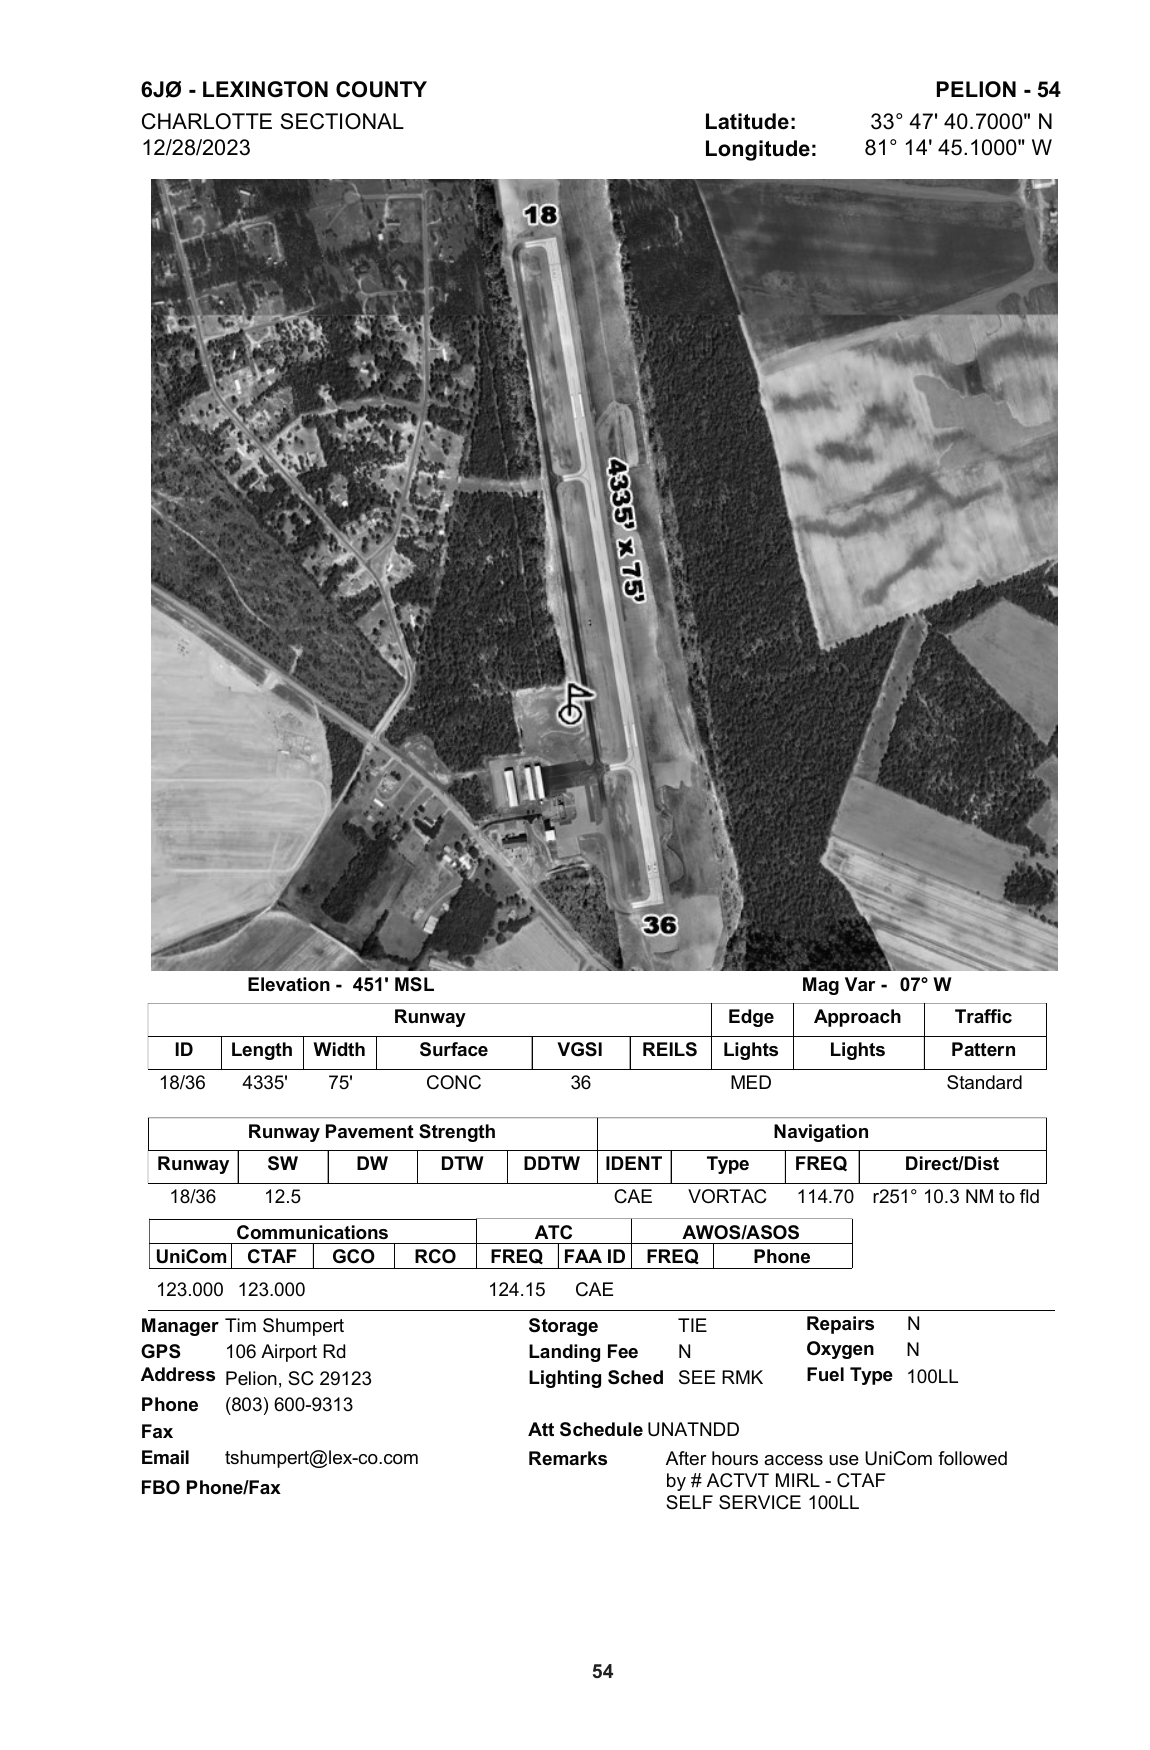 6JØ - LEXINGTON COUNTY PELION - 54
CHARLOTTE SECTIONAL Latitude: 33° 47' 40.7000" N
12/28/2023 Longitude: 81° 14' 45.1000" W
18
4335' x 75'
36
Elevation - 451' MSL Mag Var - 07° W
Runway Edge Approach Traffic
ID Length Width Surface VGSI REILS Lights Lights Pattern
18/36 4335' 75' CONC 36 MED Standard
Runway Pavement Strength Navigation
Runway SW DW DTW DDTW IDENT Type FREQ Direct/Dist
18/36 12.5 CAE VORTAC 114.70 r251° 10.3 NM to fld
Communications ATC AWOS/ASOS
UniCom CTAF GCO RCO FREQ FAA ID FREQ Phone
123.000 123.000 124.15 CAE
Manager Tim Shumpert Storage TIE Repairs N
GPS 106 Airport Rd Landing Fee N Oxygen N
Address Pelion, SC 29123 Lighting Sched SEE RMK Fuel Type 100LL
Phone (803) 600-9313
Fax Att Schedule UNATNDD
Email tshumpert@lex-co.com Remarks After hours access use UniCom followed
by # ACTVT MIRL - CTAF
FBO Phone/Fax
SELF SERVICE 100LL
54